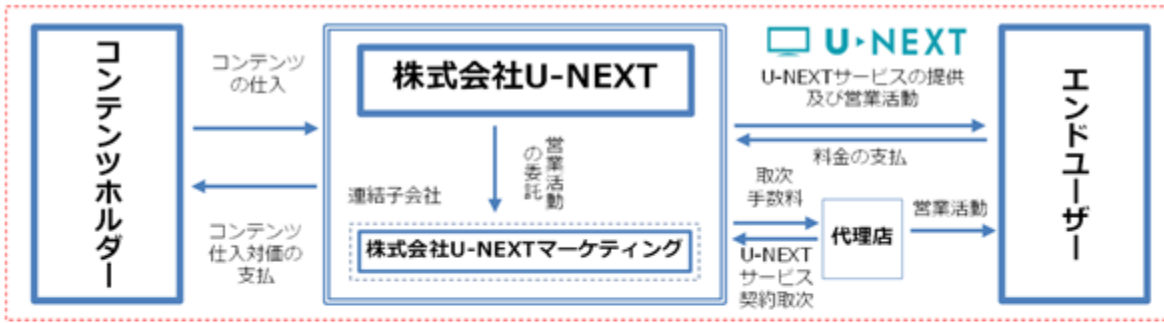 コンテンツホルダー
コンテンツ
の仕入
コンテンツ
仕入対価の
支払
株式会社U-NEXT
営業活動
の委託
連結子会社
株式会社U-NEXTマーケティング
U-NEXT
U-NEXTサービスの提供
及び営業活動
料金の支払
取次
手数料
代理店
営業活動
U-NEXT
サービス
契約取次
エンドユーザー